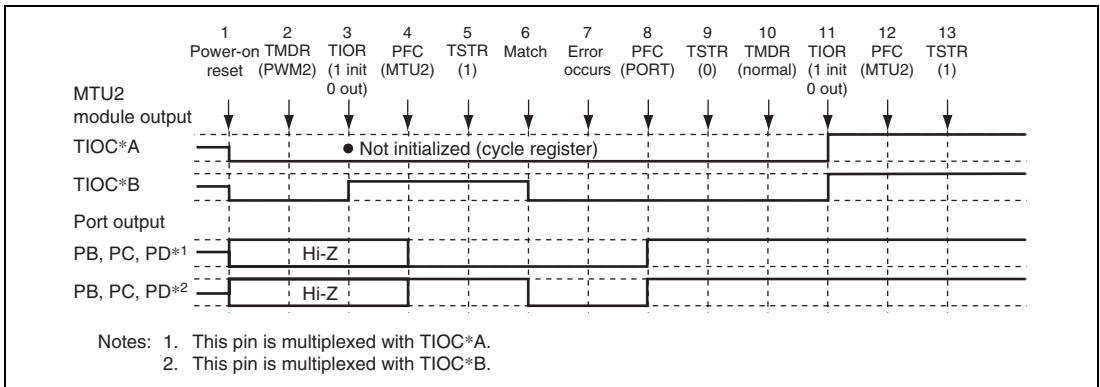 1 2 3 4 5 6 7 8 9 10 11 12 13
Power-on TMDR TIOR PFC TSTR Match Error PFC TSTR TMDR TIOR PFC TSTR
reset (PWM2) (1 init (MTU2) (1) occurs (PORT) (0) (normal) (1 init (MTU2) (1)
0 out) 0 out)
MTU2
module output
TIOC*A
● Not initialized (cycle register)
TIOC*B
Port output
PB, PC, PD*1 Hi-Z
PB, PC, PD*2 Hi-Z
Notes: 1. This pin is multiplexed with TIOC*A.
2. This pin is multiplexed with TIOC*B.